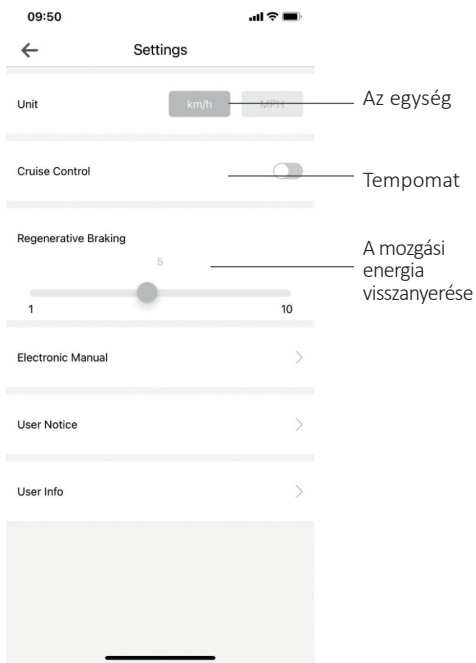 09:50
Settings
Unit
km/h
MPH
Az egység
Cruise Control
Tempomat
Regenerative Braking
5
1
10
A mozgási
energia
visszanyerése
Electronic Manual
User Notice
User Info